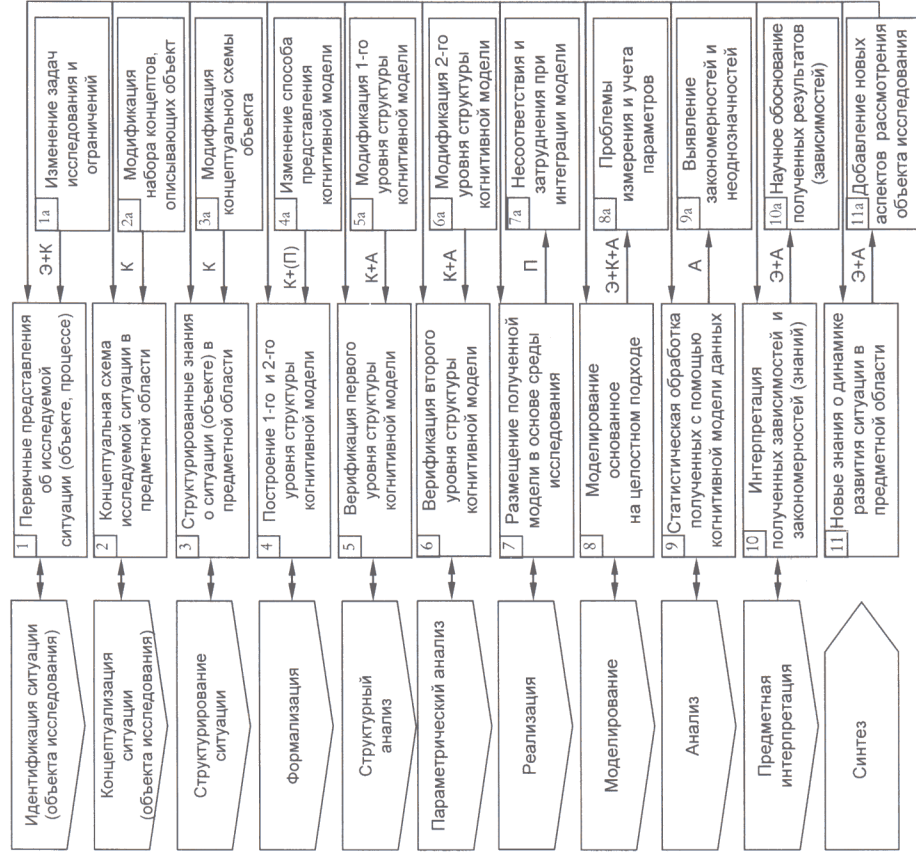 Идентификация ситуации
(объекта исследования)
1
Первичные представления
об исследуемой
ситуации (объекте, процессе)
Э+К
1а
Изменение задач
исследования и
ограничений
Концептуализация
ситуации
(объекта исследования)
2
Концептуальная схема
исследуемой ситуации в
предметной области
К
2а
Модификация
набора концептов,
описывающих объект
Структурирование
ситуации
3
Структурированные знания
о ситуации (объекте) в
предметной области
К
3а
Модификация
концептуальной схемы
объекта
Формализация
4
Построение 1-го и 2-го
уровня структуры
когнитивной модели
К+(П)
4а
Изменение способа
представления
когнитивной модели
Структурный
анализ
5
Верификация первого
уровня структуры
когнитивной модели
К+А
5а
Модификация 1-го
уровня структуры
когнитивной модели
Параметрический анализ
6
Верификация второго
уровня структуры
когнитивной модели
К+А
6а
Модификация 2-го
уровня структуры
когнитивной модели
Реализация
7
Размещение полученной
модели в основе среды
исследования
П
7а
Несоответствия и
затруднения при
интеграции модели
Моделирование
8
Моделирование
основанное
на целостном подходе
Э+К+А
8а
Проблемы
измерения и учета
параметров
Анализ
9
Статистическая обработка
полученных с помощью
когнитивной модели данных
А
9а
Выявление
закономерностей и
неоднозначностей
Предметная
интерпретация
10
Интерпретация
полученных зависимостей и
закономерностей (знаний)
Э+А
10а
Научное обоснование
полученных результатов
(зависимостей)
Синтез
11
Новые знания о динамике
развития ситуации в
предметной области
Э+А
11а
Добавление новых
аспектов рассмотрения
объекта исследования